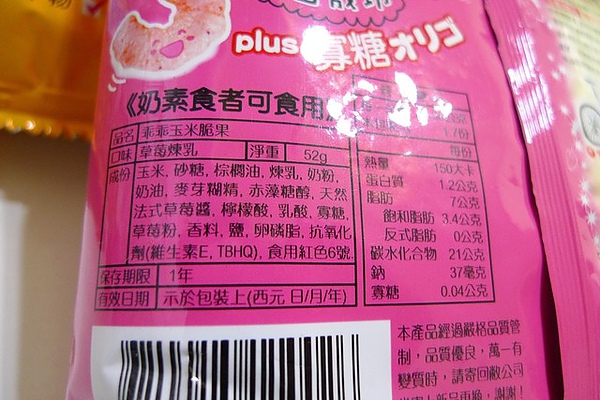 plus 寡糖オリゴ
《奶素食者可食用》
品名 乖乖玉米脆果
口味 草莓煉乳 淨重 52g
成份 玉米, 砂糖, 棕櫚油, 煉乳, 奶粉,
奶油, 麥芽糊精, 赤藻糖醇, 天然
法式草莓醬, 檸檬酸, 乳酸, 寡糖,
草莓粉, 香料, 鹽, 卵磷脂, 抗氧化
劑(維生素E, TBHQ), 食用紅色6號.
保存期限 1年
有效日期 示於包裝上(西元 日/月/年)
1.7份
每份
熱量 150大卡
蛋白質 1.2公克
脂肪 7公克
飽和脂肪 3.4公克
反式脂肪 0公克
碳水化合物 21公克
鈉 37毫克
寡糖 0.04公克
本產品經過嚴格品質管
制，品質優良，萬一有
變質時，請寄回敝公司